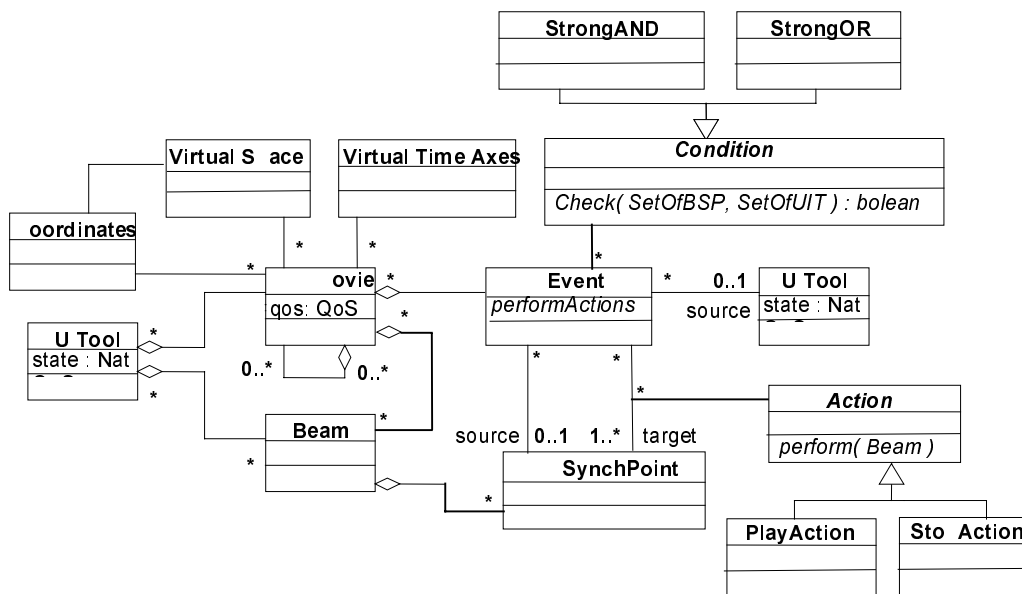 StrongAND
StrongOR
Virtual S ace
Virtual Time Axes
Condition
Check( SetOfBSP, SetOfUIT ) : bolean
oordinates
*
*
*
*
ovie
qos: QoS
*
*
Event
performActions
*
0..1
source
U Tool
state : Nat
U Tool
state : Nat
*
*
0..*
0..*
*
*
*
Action
perform( Beam )
Beam
*
*
source
0..1
1..*
target
SynchPoint
*
PlayAction
Sto Action